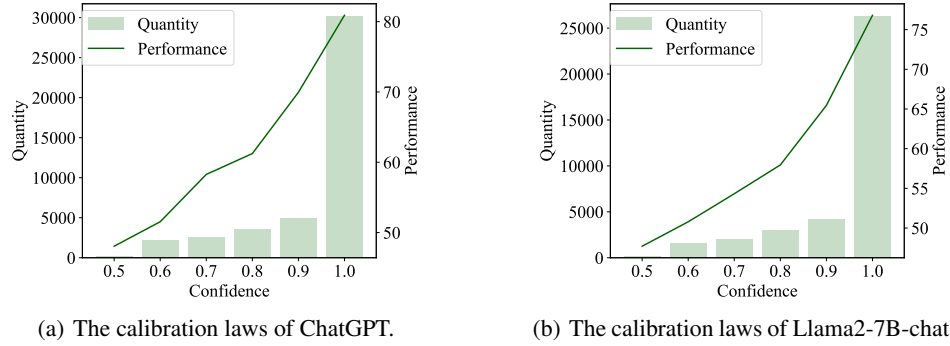 Quantity
Performance
30000
25000
20000
15000
10000
5000
0
Quantity
80
70
60
50
Performance
0.5 0.6 0.7 0.8 0.9 1.0
Confidence
(a) The calibration laws of ChatGPT.
Quantity
Performance
25000
20000
15000
10000
5000
0
Quantity
75
70
65
60
55
50
Performance
0.5 0.6 0.7 0.8 0.9 1.0
Confidence
(b) The calibration laws of Llama2-7B-chat